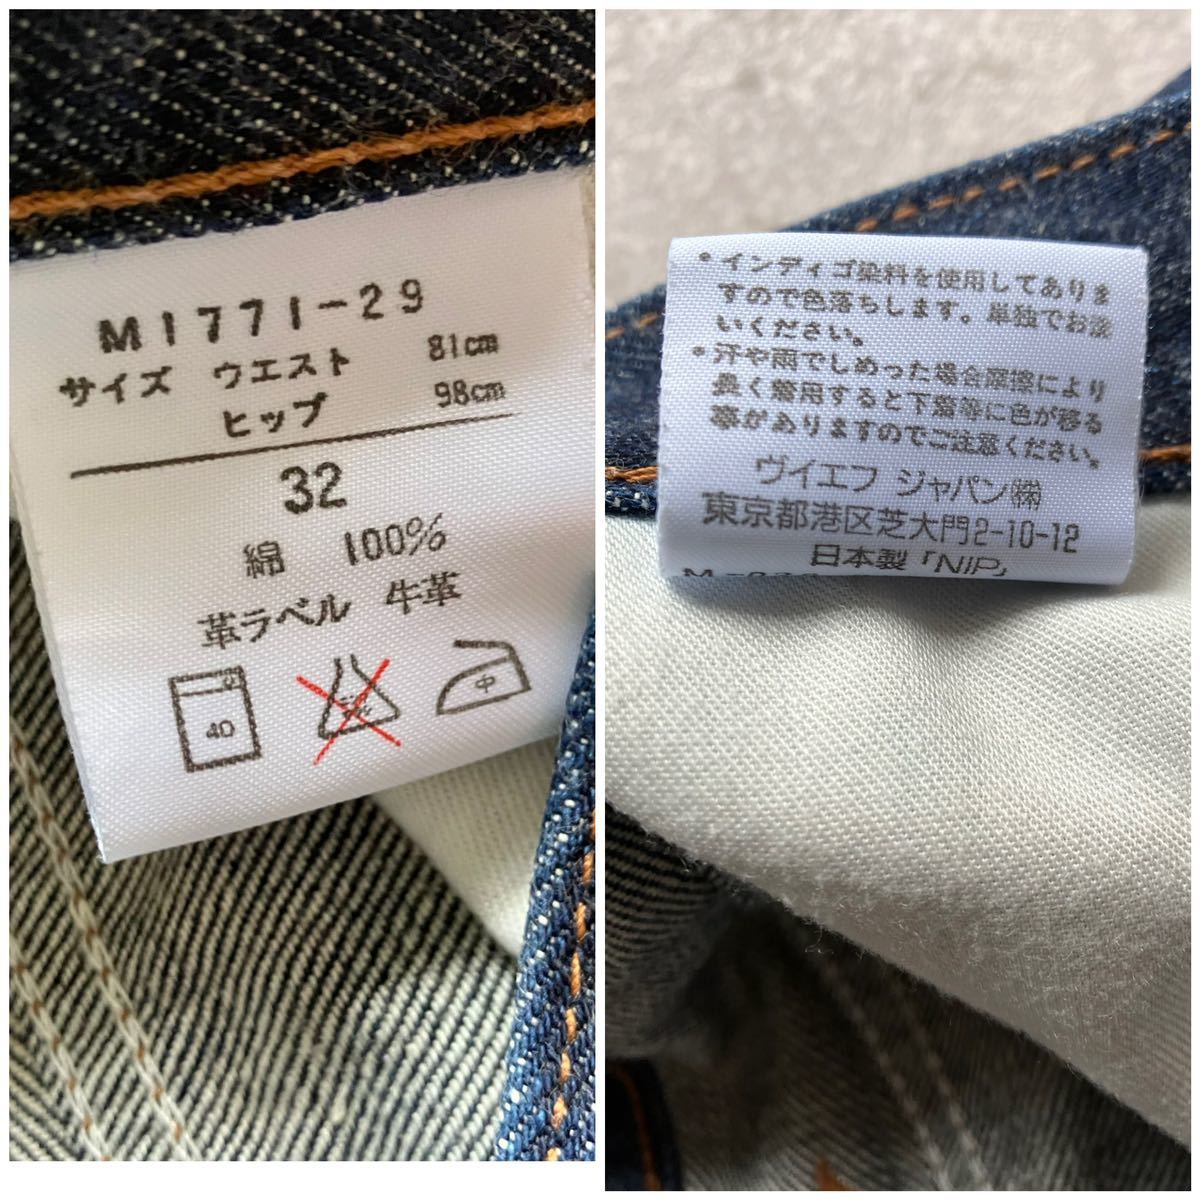 M1771-29
サイズ ウエスト 81cm
ヒップ 98cm
32
綿 100%
革ラベル 牛革
40
中
・インディゴ染料を使用してありま
すので色落ちします。単独でお洗
いください。
・汗や雨でしめった場合摩擦により
長く着用すると下着等に色が移る
事がありますのでご注意ください。
ヴイエフ ジャパン㈱
東京都港区芝大門2-10-12
日本製「NIP」